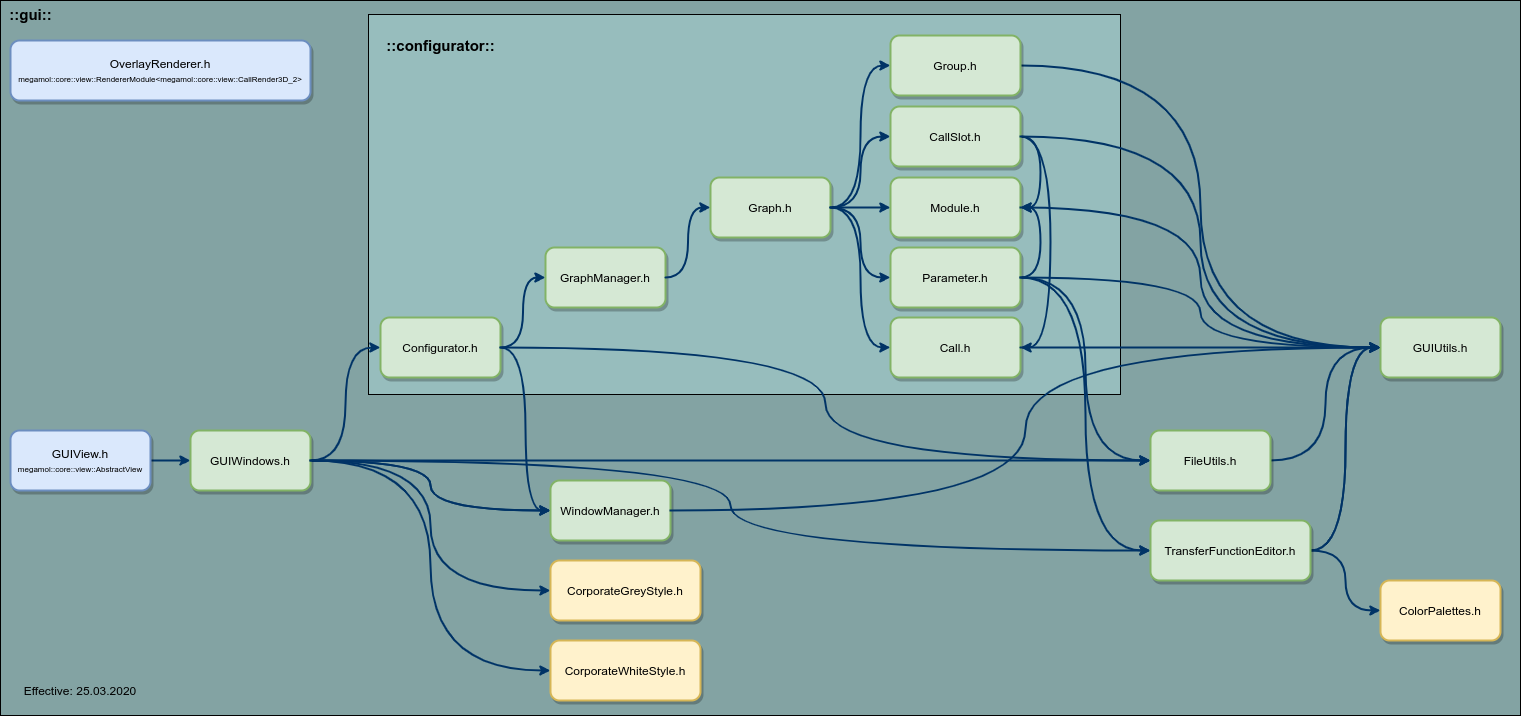 ::gui::
OverlayRenderer.h
megamol::core::view::RendererModule<megamol::core::view::CallRender3D_2>
::configurator::
Group.h
CallSlot.h
Graph.h
Module.h
GraphManager.h
Parameter.h
Configurator.h
Call.h
GUIUtils.h
GUIView.h
megamol::core::view::AbstractView
GUIWindows.h
FileUtils.h
WindowManager.h
TransferFunctionEditor.h
CorporateGreyStyle.h
ColorPalettes.h
CorporateWhiteStyle.h
Effective: 25.03.2020